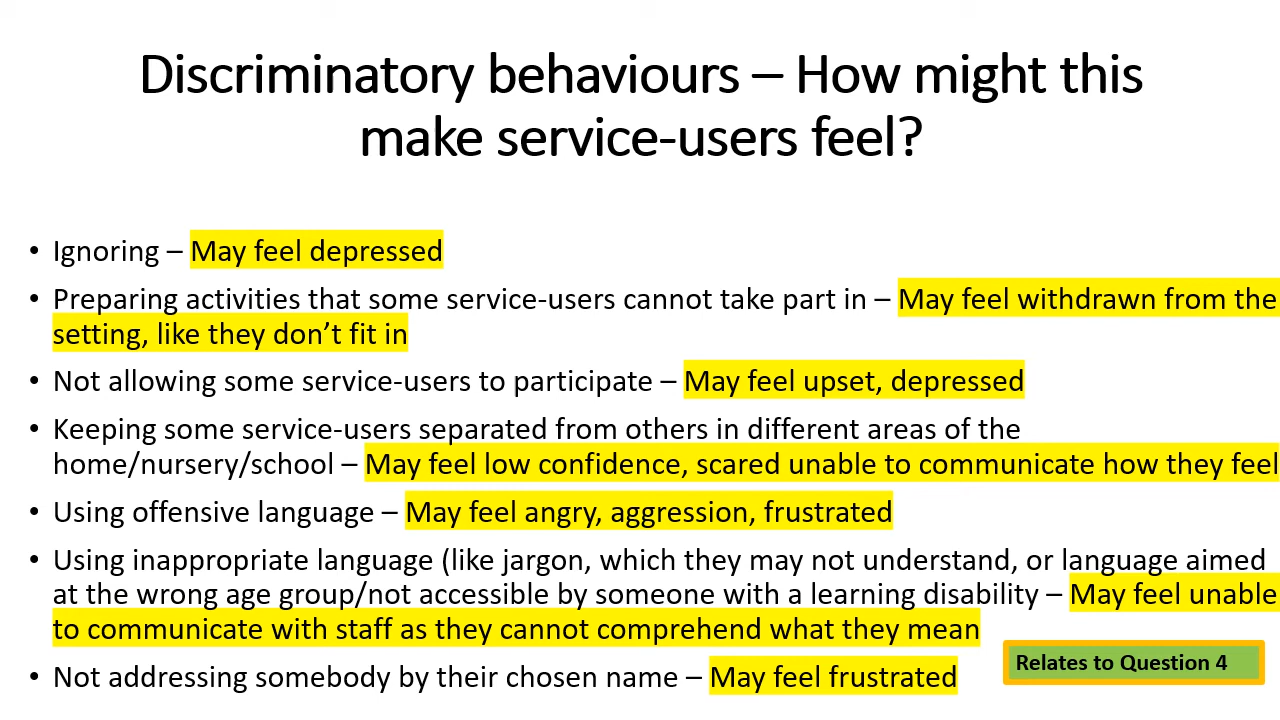 Discriminatory behaviours – How might this
make service-users feel?
• Ignoring – May feel depressed
• Preparing activities that some service-users cannot take part in – May feel withdrawn from the
setting, like they don’t fit in
• Not allowing some service-users to participate – May feel upset, depressed
• Keeping some service-users separated from others in different areas of the
home/nursery/school – May feel low confidence, scared unable to communicate how they feel
• Using offensive language – May feel angry, aggression, frustrated
• Using inappropriate language (like jargon, which they may not understand, or language aimed
at the wrong age group/not accessible by someone with a learning disability – May feel unable
to communicate with staff as they cannot comprehend what they mean
• Not addressing somebody by their chosen name – May feel frustrated
Relates to Question 4